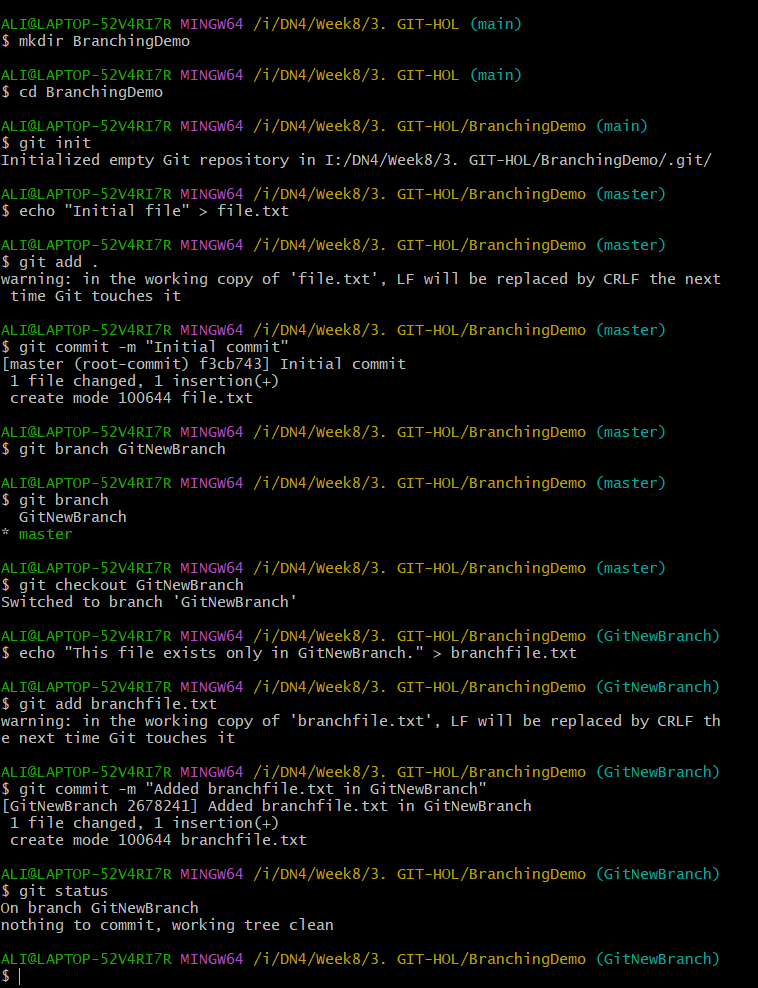 ALI@LAPTOP-52V4RI7R MINGW64 /i/DN4/Week8/3. GIT-HOL (main)
$ mkdir BranchingDemo
ALI@LAPTOP-52V4RI7R MINGW64 /i/DN4/Week8/3. GIT-HOL (main)
$ cd BranchingDemo
ALI@LAPTOP-52V4RI7R MINGW64 /i/DN4/Week8/3. GIT-HOL/BranchingDemo (main)
$ git init
Initialized empty Git repository in I:/DN4/Week8/3. GIT-HOL/BranchingDemo/.git/
ALI@LAPTOP-52V4RI7R MINGW64 /i/DN4/Week8/3. GIT-HOL/BranchingDemo (master)
$ echo "Initial file" > file.txt
ALI@LAPTOP-52V4RI7R MINGW64 /i/DN4/Week8/3. GIT-HOL/BranchingDemo (master)
$ git add .
warning: in the working copy of 'file.txt', LF will be replaced by CRLF the next
 time Git touches it
ALI@LAPTOP-52V4RI7R MINGW64 /i/DN4/Week8/3. GIT-HOL/BranchingDemo (master)
$ git commit -m "Initial commit"
[master (root-commit) f3cb743] Initial commit
 1 file changed, 1 insertion(+)
 create mode 100644 file.txt
ALI@LAPTOP-52V4RI7R MINGW64 /i/DN4/Week8/3. GIT-HOL/BranchingDemo (master)
$ git branch GitNewBranch
ALI@LAPTOP-52V4RI7R MINGW64 /i/DN4/Week8/3. GIT-HOL/BranchingDemo (master)
$ git branch
  GitNewBranch
* master
ALI@LAPTOP-52V4RI7R MINGW64 /i/DN4/Week8/3. GIT-HOL/BranchingDemo (master)
$ git checkout GitNewBranch
Switched to branch 'GitNewBranch'
ALI@LAPTOP-52V4RI7R MINGW64 /i/DN4/Week8/3. GIT-HOL/BranchingDemo (GitNewBranch)
$ echo "This file exists only in GitNewBranch." > branchfile.txt
ALI@LAPTOP-52V4RI7R MINGW64 /i/DN4/Week8/3. GIT-HOL/BranchingDemo (GitNewBranch)
$ git add branchfile.txt
warning: in the working copy of 'branchfile.txt', LF will be replaced by CRLF th
e next time Git touches it
ALI@LAPTOP-52V4RI7R MINGW64 /i/DN4/Week8/3. GIT-HOL/BranchingDemo (GitNewBranch)
$ git commit -m "Added branchfile.txt in GitNewBranch"
[GitNewBranch 2678241] Added branchfile.txt in GitNewBranch
 1 file changed, 1 insertion(+)
 create mode 100644 branchfile.txt
ALI@LAPTOP-52V4RI7R MINGW64 /i/DN4/Week8/3. GIT-HOL/BranchingDemo (GitNewBranch)
$ git status
On branch GitNewBranch
nothing to commit, working tree clean
ALI@LAPTOP-52V4RI7R MINGW64 /i/DN4/Week8/3. GIT-HOL/BranchingDemo (GitNewBranch)
$